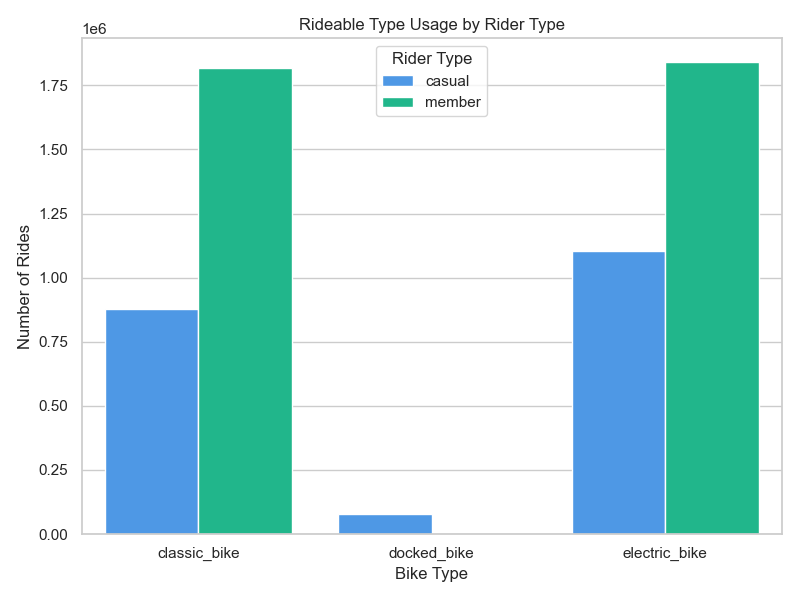 Rideable Type Usage by Rider Type
1e6
Rider Type
casual
member
1.75
1.50
1.25
1.00
0.75
0.50
0.25
0.00
Number of Rides
classic_bike
docked_bike
electric_bike
Bike Type